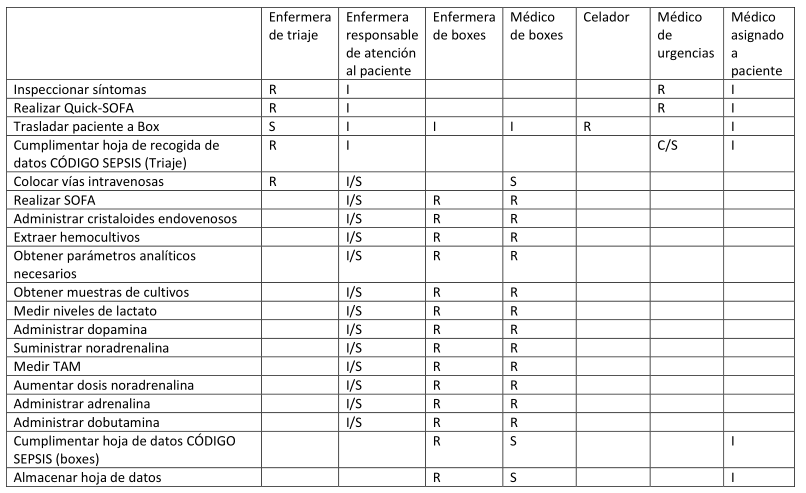 Enfermera de triaje | Enfermera responsable de atención al paciente | Enfermera de boxes | Médico de boxes | Celador | Médico de urgencias | Médico asignado a paciente
Inspeccionar síntomas | R | I | | | | R | I
Realizar Quick-SOFA | R | I | | | | R | I
Trasladar paciente a Box | S | I | I | I | R | | I
Cumplimentar hoja de recogida de datos CÓDIGO SEPSIS (Triaje) | R | I | | | | C/S | I
Colocar vías intravenosas | R | I/S | | S | | |
Realizar SOFA | | I/S | R | R | | |
Administrar cristaloides endovenosos | | I/S | R | R | | |
Extraer hemocultivos | | I/S | R | R | | |
Obtener parámetros analíticos necesarios | | I/S | R | R | | |
Obtener muestras de cultivos | | I/S | R | R | | |
Medir niveles de lactato | | I/S | R | R | | |
Administrar dopamina | | I/S | R | R | | |
Suministrar noradrenalina | | I/S | R | R | | |
Medir TAM | | I/S | R | R | | |
Aumentar dosis noradrenalina | | I/S | R | R | | |
Administrar adrenalina | | I/S | R | R | | |
Administrar dobutamina | | I/S | R | R | | |
Cumplimentar hoja de datos CÓDIGO SEPSIS (boxes) | | | R | S | | | I
Almacenar hoja de datos | | | R | S | | | I